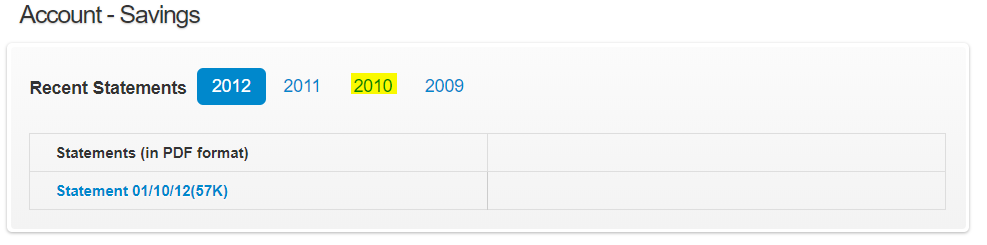 Account - Savings
Recent Statements 2012 2011 2010 2009
Statements (in PDF format)
Statement 01/10/12(57K)